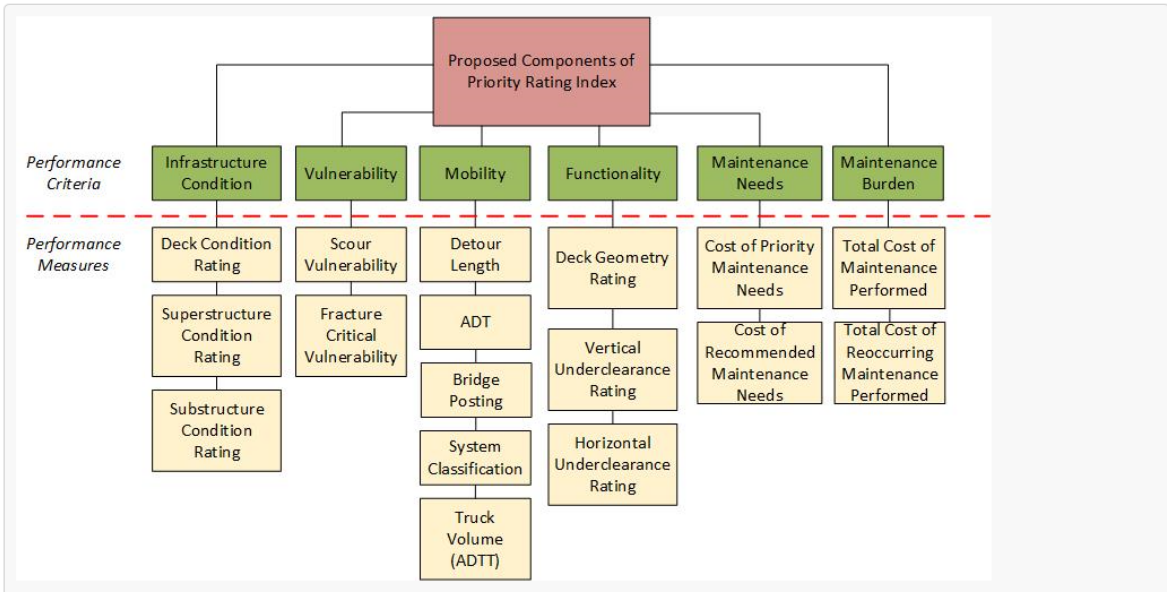 Proposed Components of
Priority Rating Index
Performance
Criteria
Infrastructure
Condition
Vulnerability
Mobility
Functionality
Maintenance
Needs
Maintenance
Burden
Performance
Measures
Deck Condition
Rating
Superstructure
Condition
Rating
Substructure
Condition
Rating
Scour
Vulnerability
Fracture
Critical
Vulnerability
Detour
Length
ADT
Bridge
Posting
System
Classification
Truck
Volume
(ADTT)
Deck Geometry
Rating
Vertical
Underclearance
Rating
Horizontal
Underclearance
Rating
Cost of Priority
Maintenance
Needs
Cost of
Recommended
Maintenance
Needs
Total Cost of
Maintenance
Performed
Total Cost of
Reoccurring
Maintenance
Performed